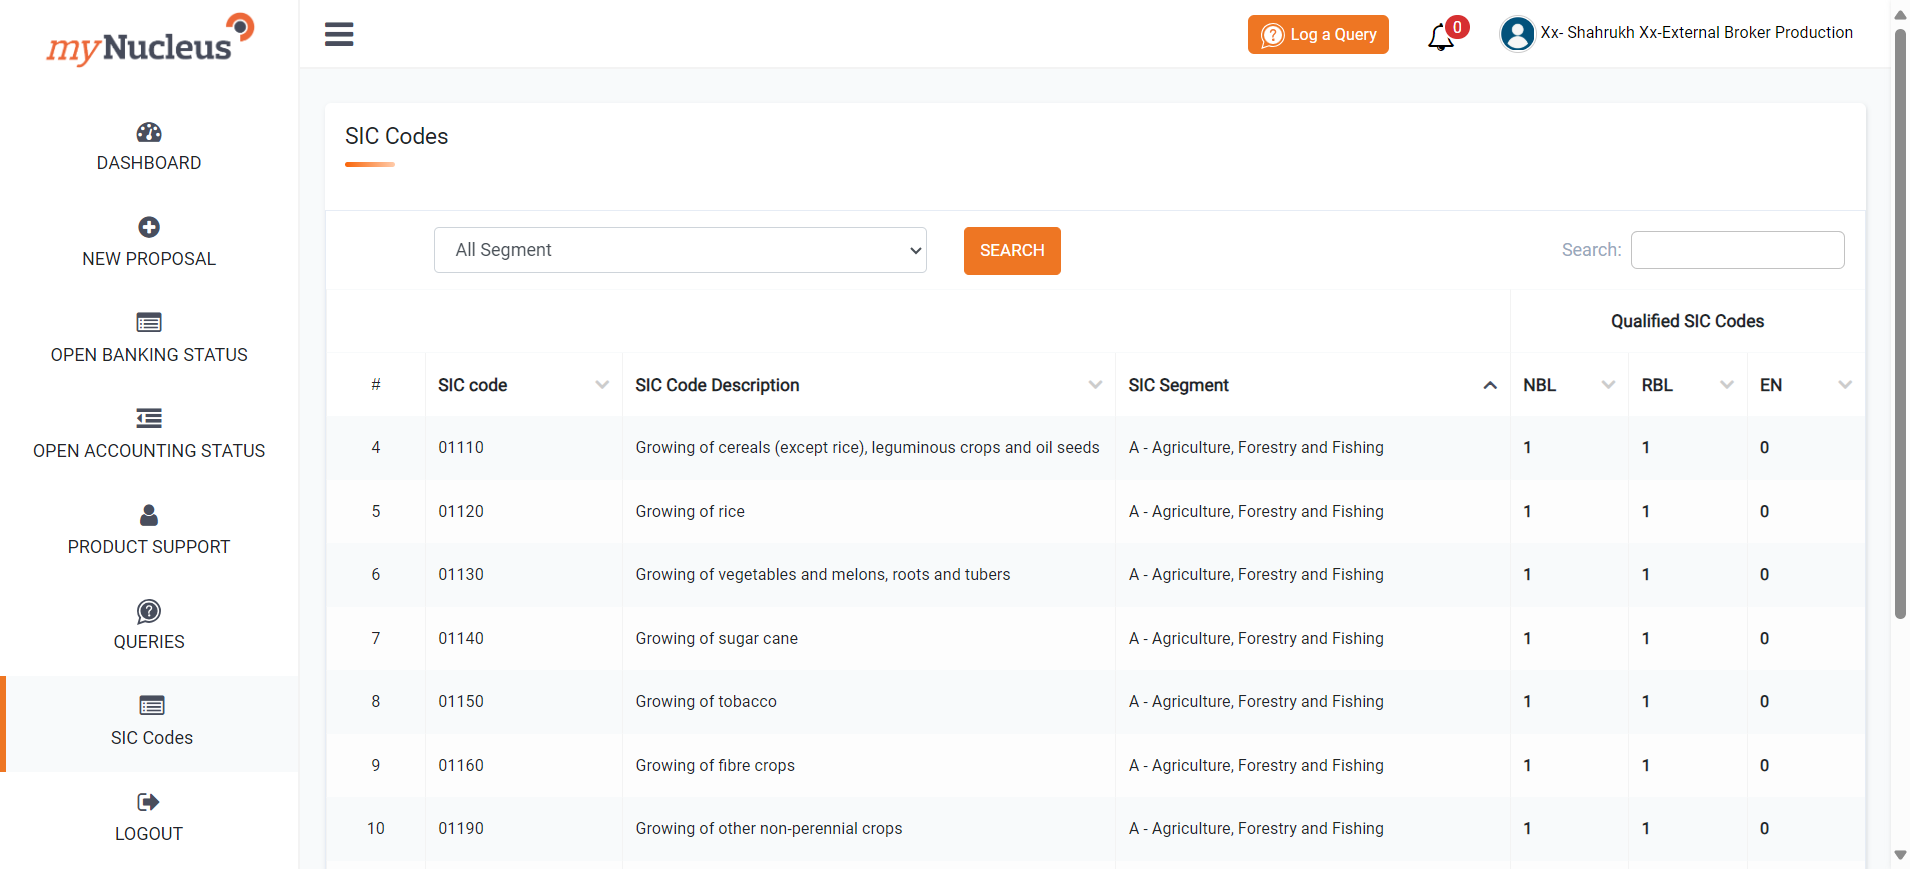 myNucleus
Log a Query
0
Xx- Shahrukh Xx-External Broker Production
DASHBOARD
NEW PROPOSAL
OPEN BANKING STATUS
OPEN ACCOUNTING STATUS
PRODUCT SUPPORT
QUERIES
SIC Codes
LOGOUT
SIC Codes
All Segment
SEARCH
Search:
Qualified SIC Codes
# SIC code SIC Code Description SIC Segment NBL RBL EN
4 01110 Growing of cereals (except rice), leguminous crops and oil seeds A - Agriculture, Forestry and Fishing 1 1 0
5 01120 Growing of rice A - Agriculture, Forestry and Fishing 1 1 0
6 01130 Growing of vegetables and melons, roots and tubers A - Agriculture, Forestry and Fishing 1 1 0
7 01140 Growing of sugar cane A - Agriculture, Forestry and Fishing 1 1 0
8 01150 Growing of tobacco A - Agriculture, Forestry and Fishing 1 1 0
9 01160 Growing of fibre crops A - Agriculture, Forestry and Fishing 1 1 0
10 01190 Growing of other non-perennial crops A - Agriculture, Forestry and Fishing 1 1 0